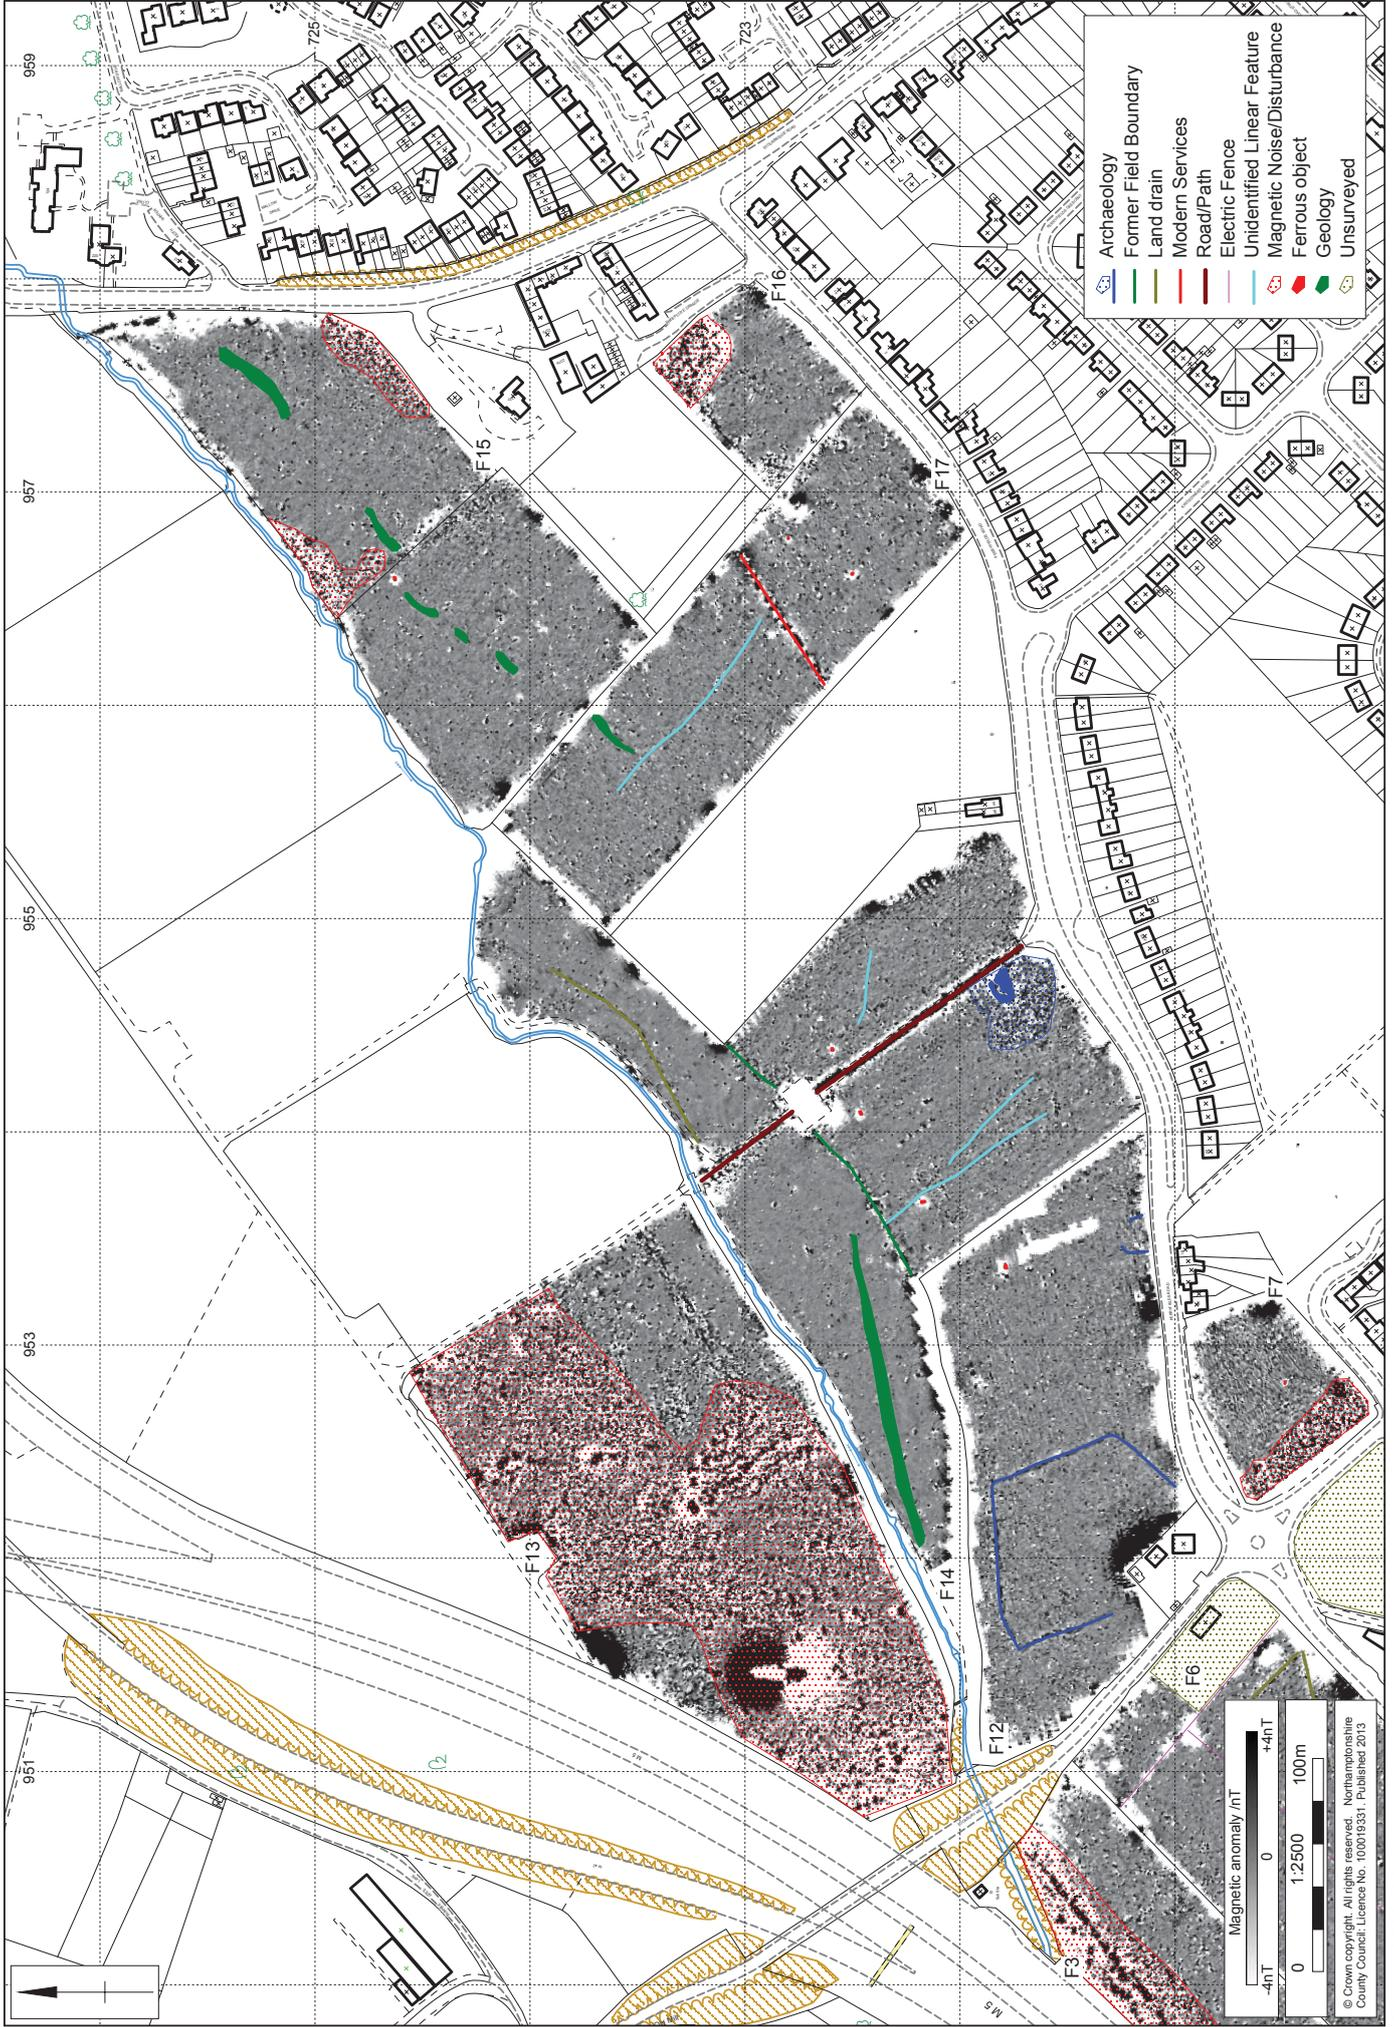 959
957
955
953
951
725
723
F15
F16
F17
F13
F14
F12
F7
F6
F3
M5
M5
Archaeology
Former Field Boundary
Land drain
Modern Services
Road/Path
Electric Fence
Unidentified Linear Feature
Magnetic Noise/Disturbance
Ferrous object
Geology
Unsurveyed
Magnetic anomaly /nT
-4nT 0 +4nT
1:2500
0 100m
© Crown copyright. All rights reserved. Northamptonshire
County Council: Licence No. 100019331. Published 2013